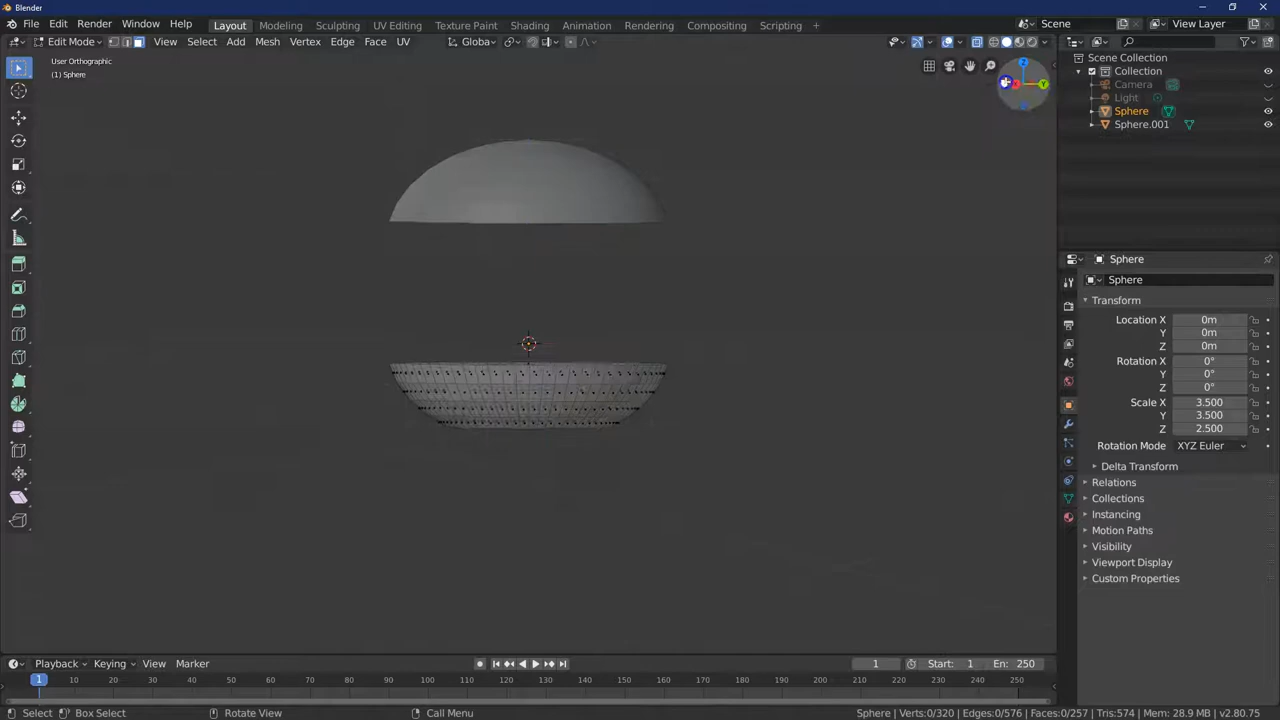 Blender
File Edit Render Window Help Layout Modeling Sculpting UV Editing Texture Paint Shading Animation Rendering Compositing Scripting + Scene View Layer
Edit Mode View Select Add Mesh Vertex Edge Face UV Globa
User Orthographic
(1) Sphere
Z
X
Y
Scene Collection
Collection
Camera
Light
Sphere
Sphere.001
Sphere
Sphere
Transform
Location X 0m
Y 0m
Z 0m
Rotation X 0°
Y 0°
Z 0°
Scale X 3.500
Y 3.500
Z 2.500
Rotation Mode XYZ Euler
Delta Transform
Relations
Collections
Instancing
Motion Paths
Visibility
Viewport Display
Custom Properties
Playback Keying View Marker 1 Start: 1 En: 250
1 10 20 30 40 50 60 70 80 90 100 110 120 130 140 150 160 170 180 190 200 210 220 230 240 250
Select Box Select Rotate View Call Menu Sphere | Verts:0/320 | Edges:0/576 | Faces:0/257 | Tris:574 | Mem: 28.9 MB | v2.80.75